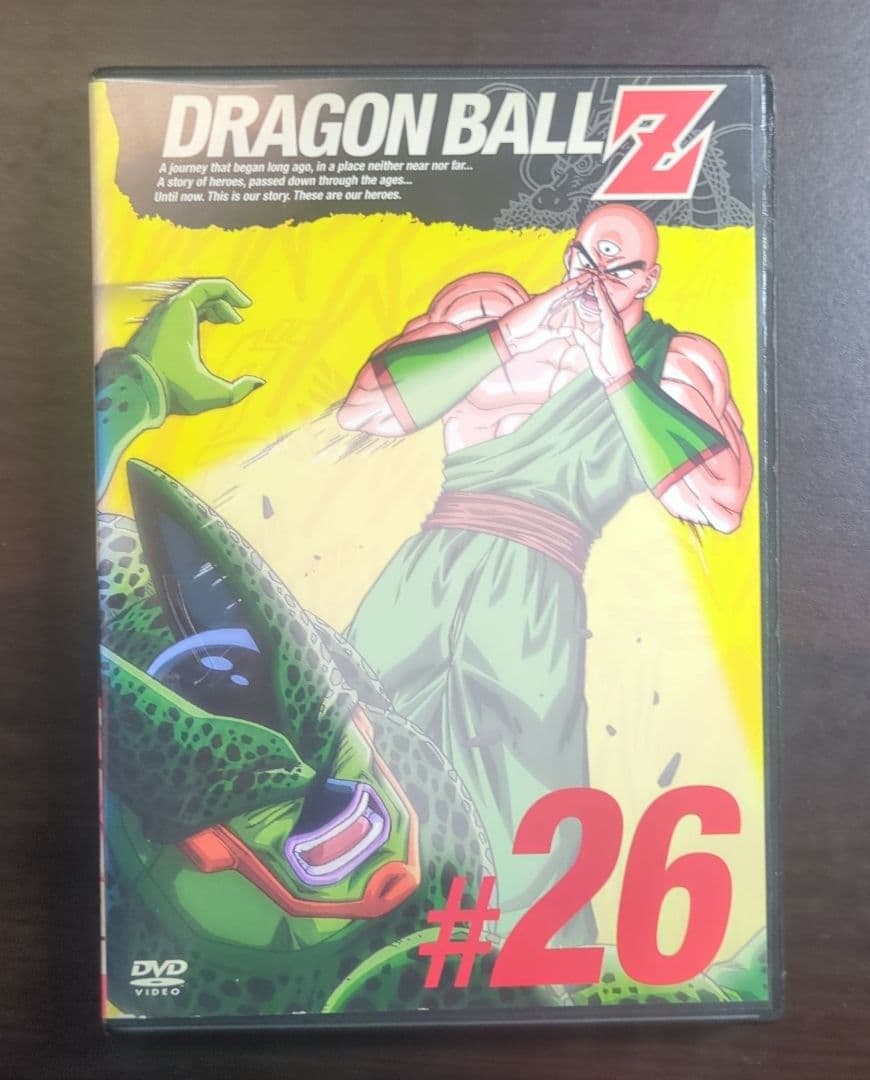 DRAGON BALL Z
A journey that began long ago, in a place neither near nor far...
A story of heroes, passed down through the ages...
Until now. This is our story. These are our heroes.
#26
DVD
VIDEO